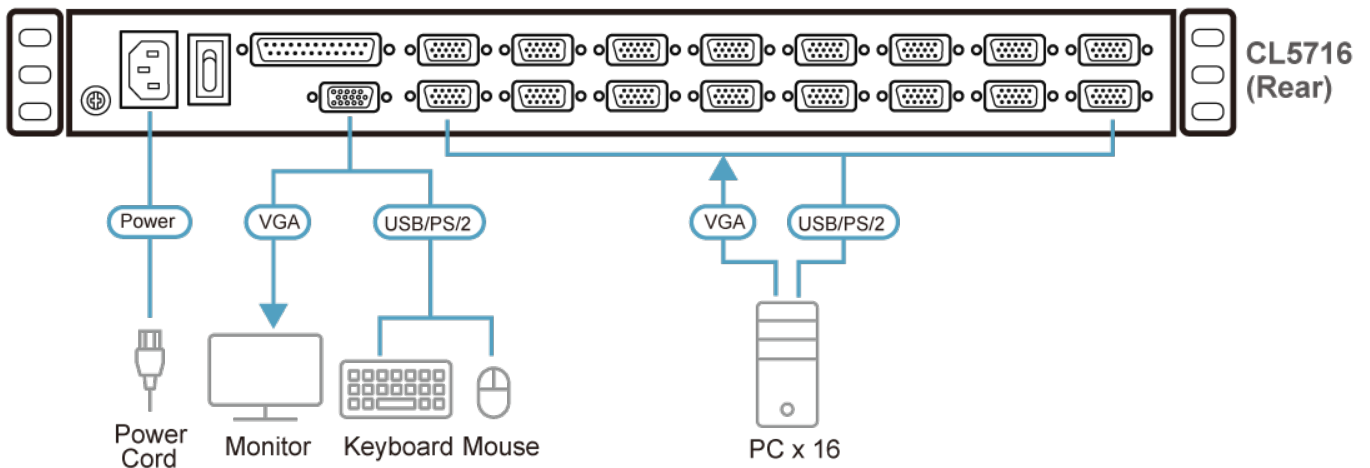 CL5716
(Rear)
Power
VGA
USB/PS/2
VGA
USB/PS/2
Power
Cord
Monitor
Keyboard
Mouse
PC x 16